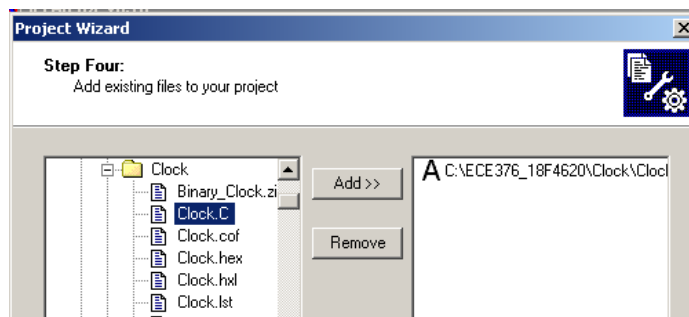 Project Wizard
Step Four:
Add existing files to your project
Clock
Binary_Clock.zi
Clock.C
Clock.cof
Clock.hex
Clock.hxl
Clock.lst
Add >>
Remove
A C:\ECE376_18F4620\Clock\Cloc